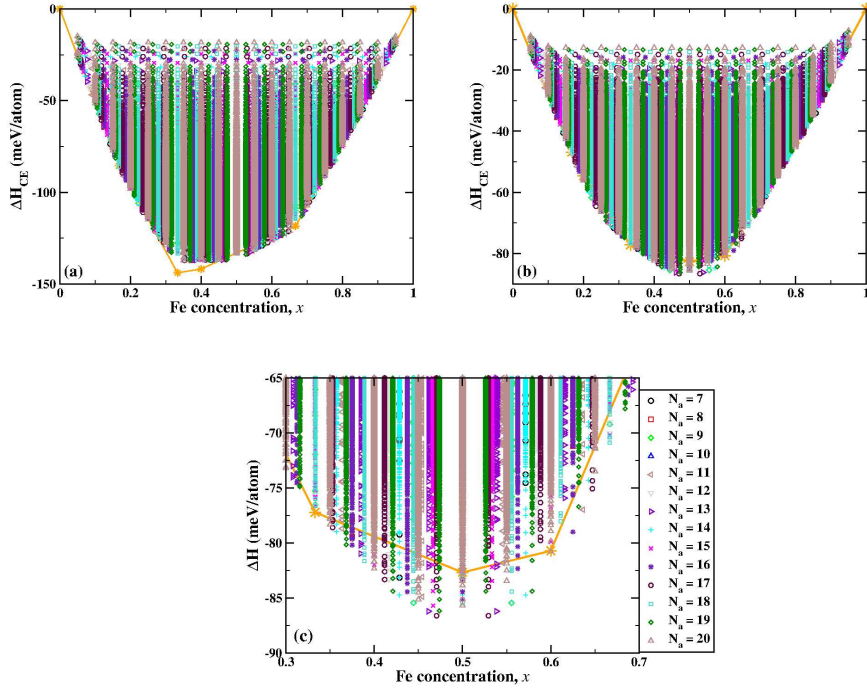 0
-50
-100
-150
ΔH_CE (meV/atom)
(a)
0 0.2 0.4 0.6 0.8 1
Fe concentration, x
0
-20
-40
-60
-80
ΔH_CE (meV/atom)
(b)
0 0.2 0.4 0.6 0.8 1
Fe concentration, x
-65
-70
-75
-80
-85
-90
ΔH (meV/atom)
(c)
0.3 0.4 0.5 0.6 0.7
Fe concentration, x
N_a = 7
N_a = 8
N_a = 9
N_a = 10
N_a = 11
N_a = 12
N_a = 13
N_a = 14
N_a = 15
N_a = 16
N_a = 17
N_a = 18
N_a = 19
N_a = 20